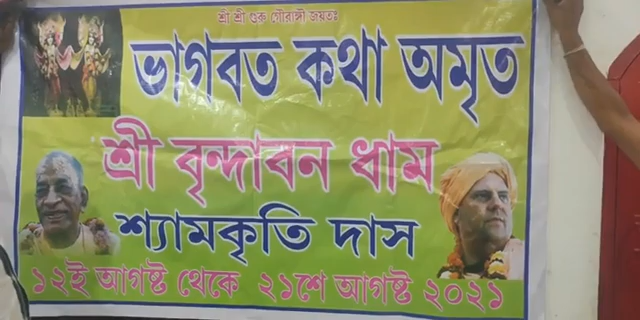 শ্রী শ্রী গুরু গৌরাঙ্গৌ জয়তঃ
ভাগবত কথা অমৃত
শ্রী বৃন্দাবন ধাম
শ্যামকৃতি দাস
১২ই আগষ্ট থেকে ২১শে আগষ্ট ২০২১